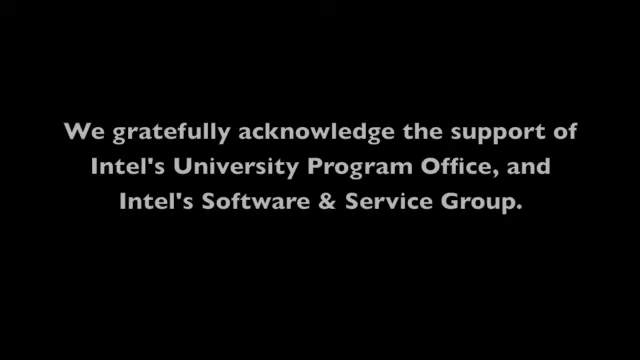 We gratefully acknowledge the support of
Intel's University Program Office, and
Intel's Software & Service Group.